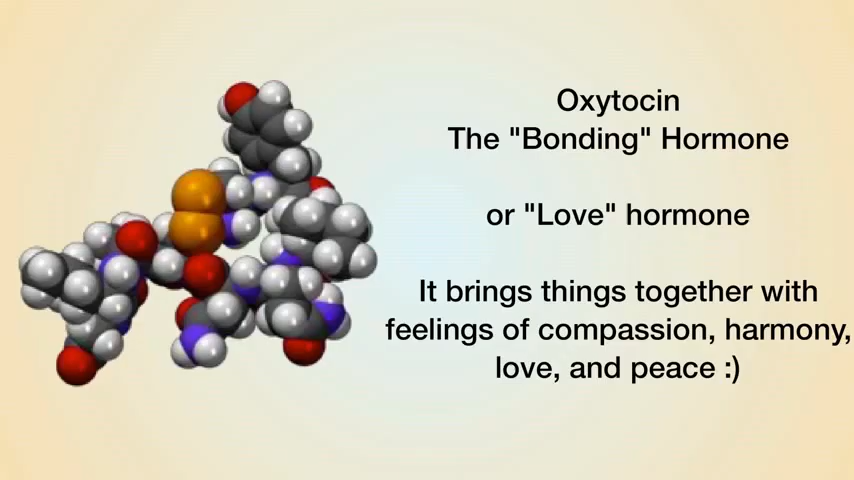 Oxytocin
The "Bonding" Hormone
or "Love" hormone
It brings things together with
feelings of compassion, harmony,
love, and peace :)